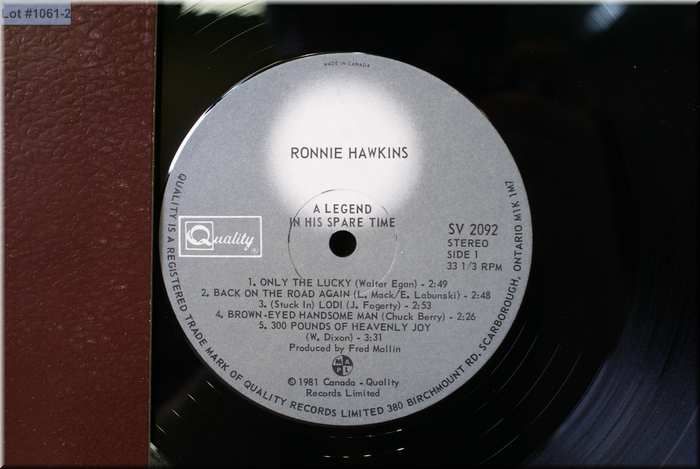 Lot #1061-2
MADE IN CANADA
RONNIE HAWKINS
A LEGEND
IN HIS SPARE TIME
Quality®
SV 2092
STEREO
SIDE 1
33 1/3 RPM
1. ONLY THE LUCKY (Walter Egan) - 2:49
2. BACK ON THE ROAD AGAIN (L. Mack/E. Labunski) - 2:48
3. (Stuck In) LODI (J. Fogerty) - 2:53
4. BROWN-EYED HANDSOME MAN (Chuck Berry) - 2:26
5. 300 POUNDS OF HEAVENLY JOY
(W. Dixon) - 3:31
Produced by Fred Mollin
MAPL
© 1981 Canada - Quality
Records Limited
QUALITY IS A REGISTERED TRADE MARK OF QUALITY RECORDS LIMITED 380 BIRCHMOUNT RD. SCARBOROUGH, ONTARIO M1K 1M7